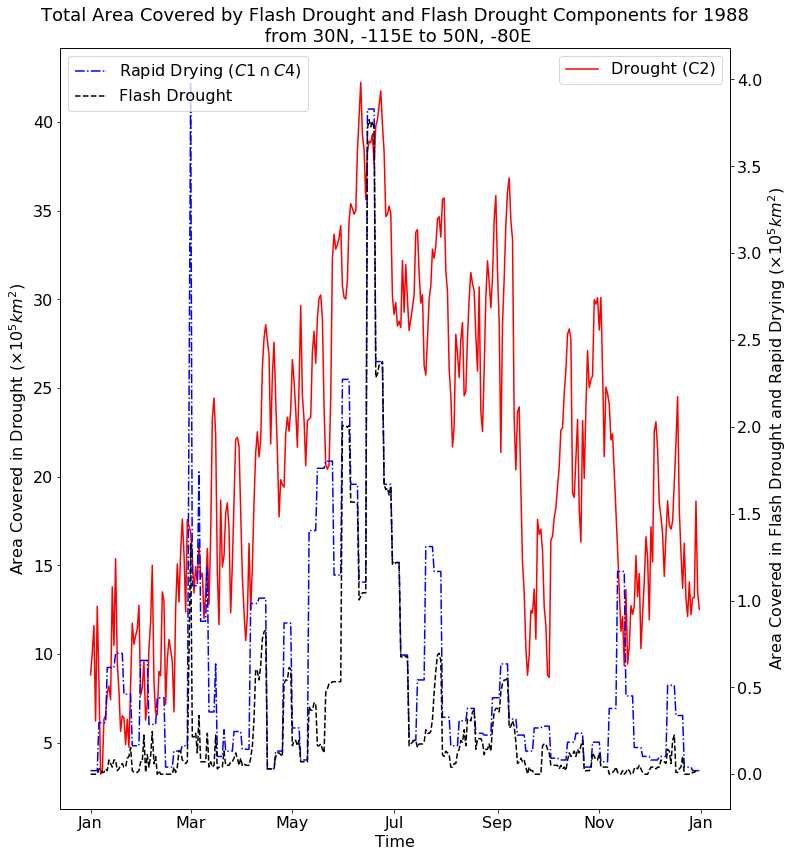 Total Area Covered by Flash Drought and Flash Drought Components for 1988
from 30N, -115E to 50N, -80E
Rapid Drying (C1 ∩ C4)
Flash Drought
Drought (C2)
Area Covered in Drought (×10⁵km²)
40
35
30
25
20
15
10
5
4.0
3.5
3.0
2.5
2.0
1.5
1.0
0.5
0.0
Area Covered in Flash Drought and Rapid Drying (×10⁵km²)
Jan Mar May Jul Sep Nov Jan
Time